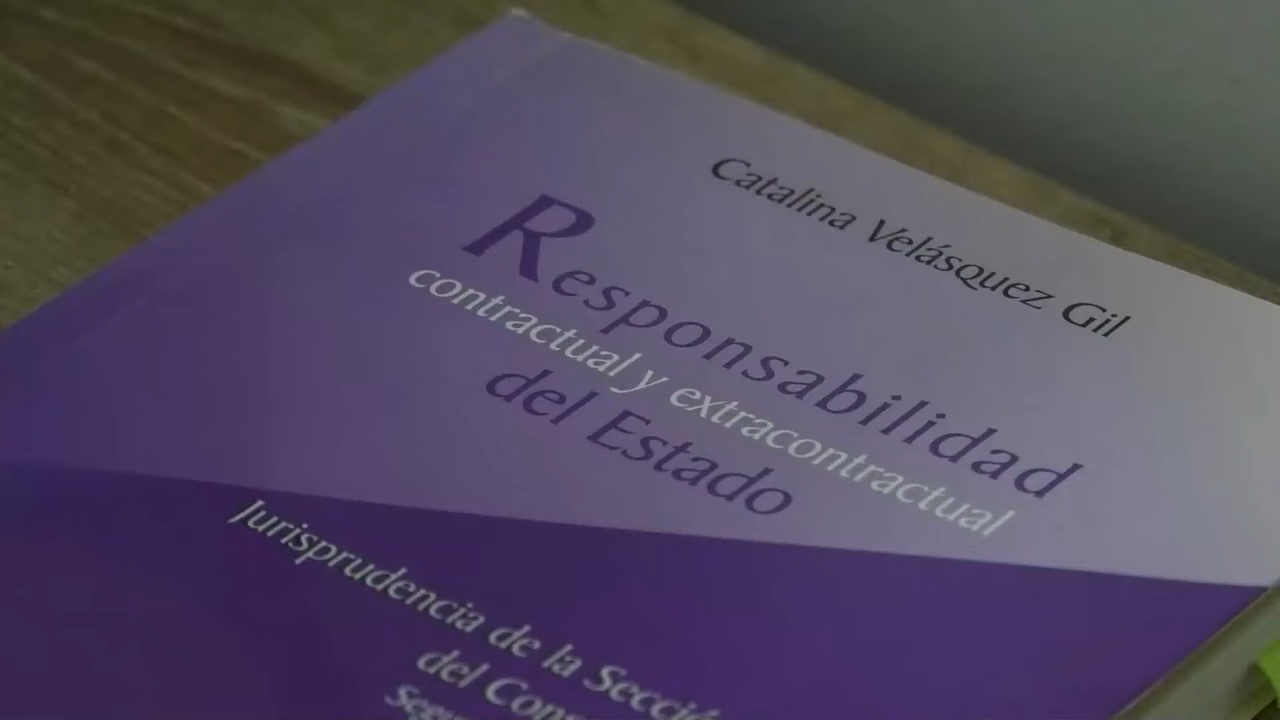 Catalina Velásquez Gil
Responsabilidad
contractual y extracontractual
del Estado
Jurisprudencia de la
del